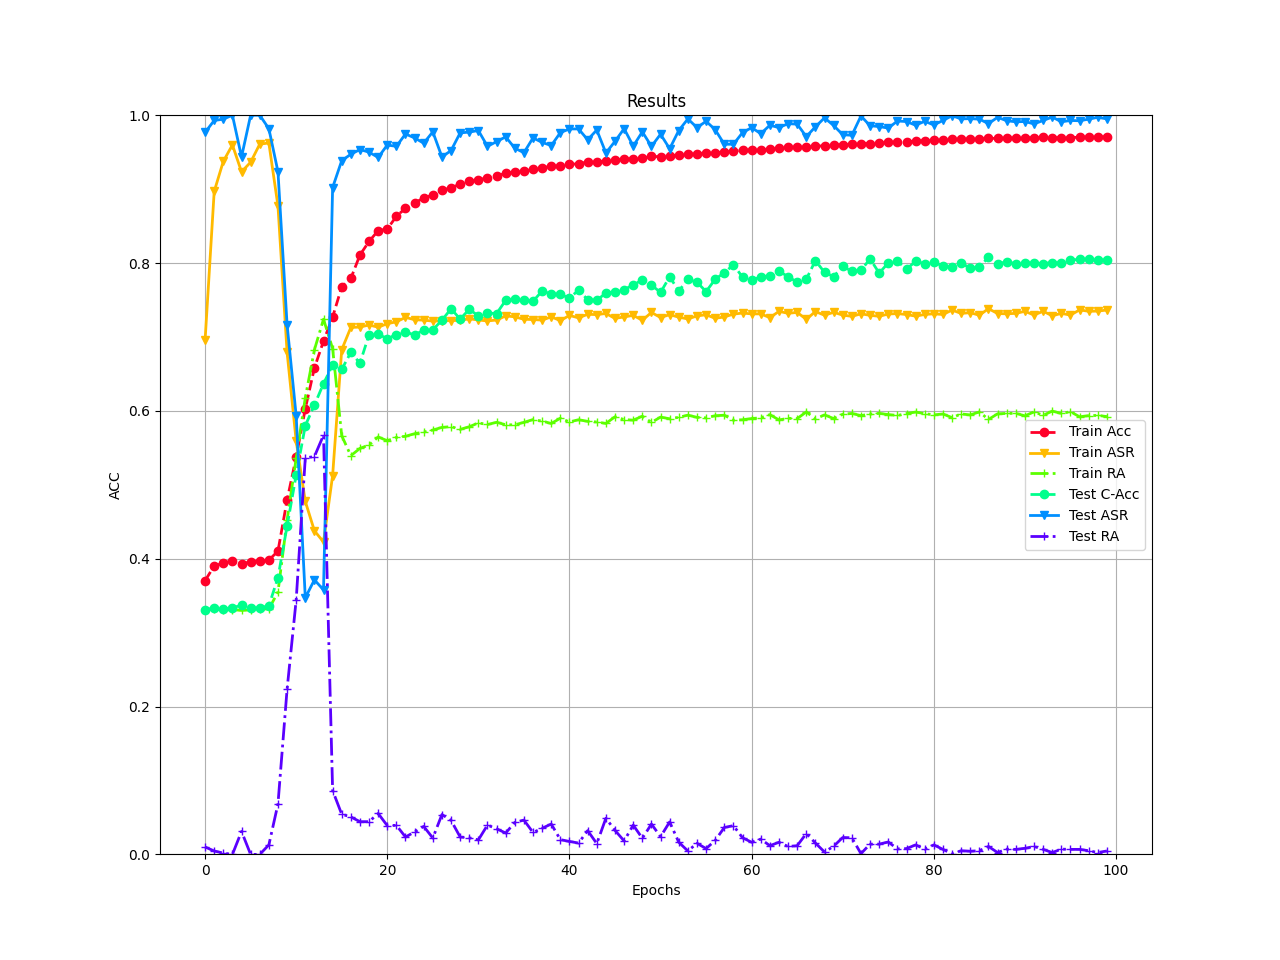 Results
1.0
0.8
0.6
0.4
0.2
0.0
ACC
0
20
40
60
80
100
Epochs
Train Acc
Train ASR
Train RA
Test C-Acc
Test ASR
Test RA